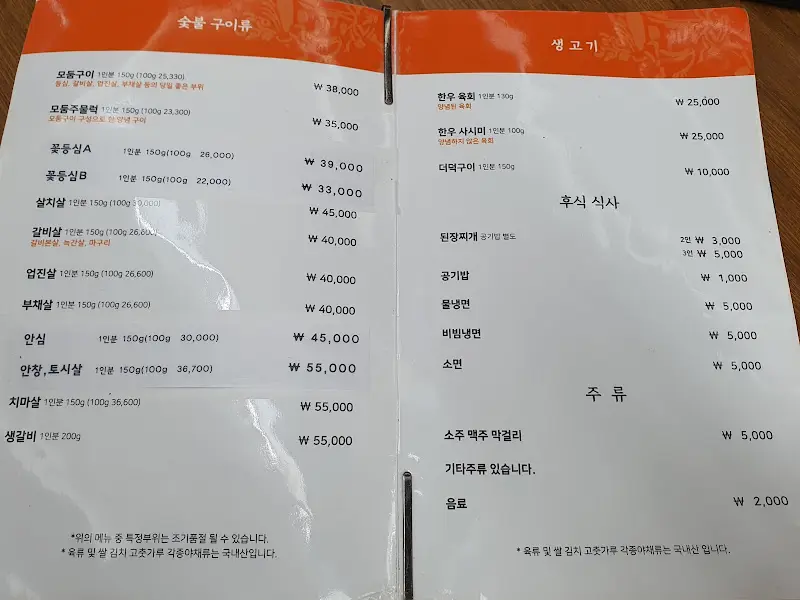 숯불 구이류
모둠구이 1인분 150g (100g 25,330) ₩ 38,000
등심, 갈비살, 업진살, 부채살 등의 당일 좋은 부위
모둠주물럭 1인분 150g (100g 23,300) ₩ 35,000
모둠구이 구성으로 한 양념 구이
꽃등심A 1인분 150g(100g 26,000) ₩ 39,000
꽃등심B 1인분 150g(100g 22,000) ₩ 33,000
살치살 1인분 150g (100g 30,000) ₩ 45,000
갈비살 1인분 150g (100g 26,600) ₩ 40,000
갈비본살, 늑간살, 마구리
업진살 1인분 150g (100g 26,600) ₩ 40,000
부채살 1인분 150g (100g 26,600) ₩ 40,000
안심 1인분 150g(100g 30,000) ₩ 45,000
안창,토시살 1인분 150g(100g 36,700) ₩ 55,000
치마살 1인분 150g (100g 36,600) ₩ 55,000
생갈비 1인분 200g ₩ 55,000
*위의 메뉴 중 특정부위는 조기품절 될 수 있습니다.
* 육류 및 쌀 김치 고춧가루 각종야채류는 국내산입니다.
생고기
한우 육회 1인분 130g ₩ 25,000
양념된 육회
한우 사시미 1인분 100g ₩ 25,000
양념하지 않은 육회
더덕구이 1인분 150g ₩ 10,000
후식 식사
된장찌개 공기밥 별도 2인 ₩ 3,000
3인 ₩ 5,000
공기밥 ₩ 1,000
물냉면 ₩ 5,000
비빔냉면 ₩ 5,000
소면 ₩ 5,000
주 류
소주 맥주 막걸리 ₩ 5,000
기타주류 있습니다.
음료 ₩ 2,000
* 육류 및 쌀 김치 고춧가루 각종야채류는 국내산 입니다.